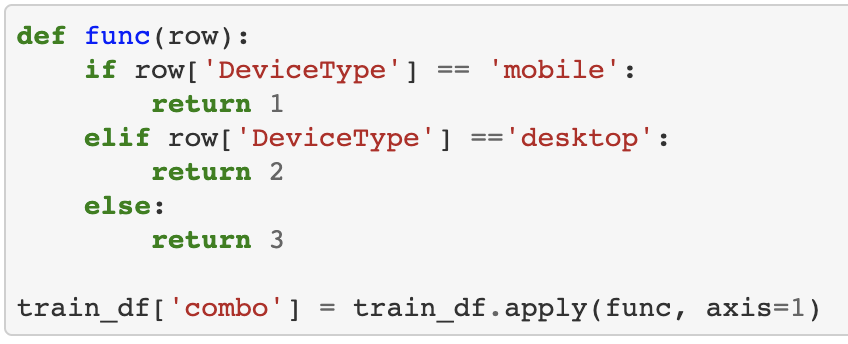 def func(row):
    if row['DeviceType'] == 'mobile':
        return 1
    elif row['DeviceType'] =='desktop':
        return 2
    else:
        return 3

train_df['combo'] = train_df.apply(func, axis=1)